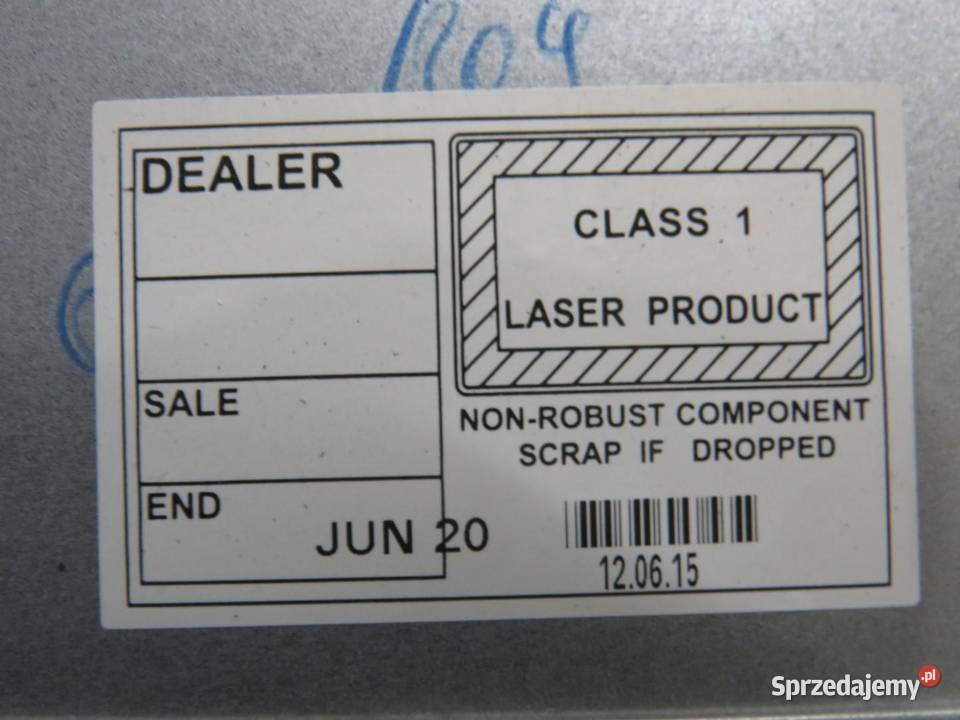 R04
DEALER
SALE
END
JUN 20
CLASS 1
LASER PRODUCT
NON-ROBUST COMPONENT
SCRAP IF DROPPED
12.06.15
Sprzedajemy.pl